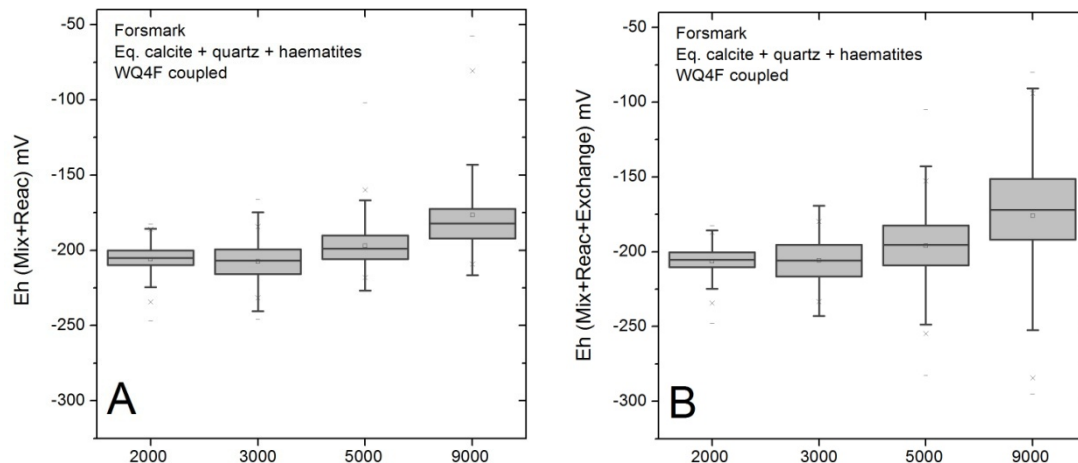 Eh (Mix+Reac) mV
-50
-100
-150
-200
-250
-300
Forsmark
Eq. calcite + quartz + haematites
WQ4F coupled
A
2000
3000
5000
9000
Eh (Mix+Reac+Exchange) mV
-50
-100
-150
-200
-250
-300
Forsmark
Eq. calcite + quartz + haematites
WQ4F coupled
B
2000
3000
5000
9000